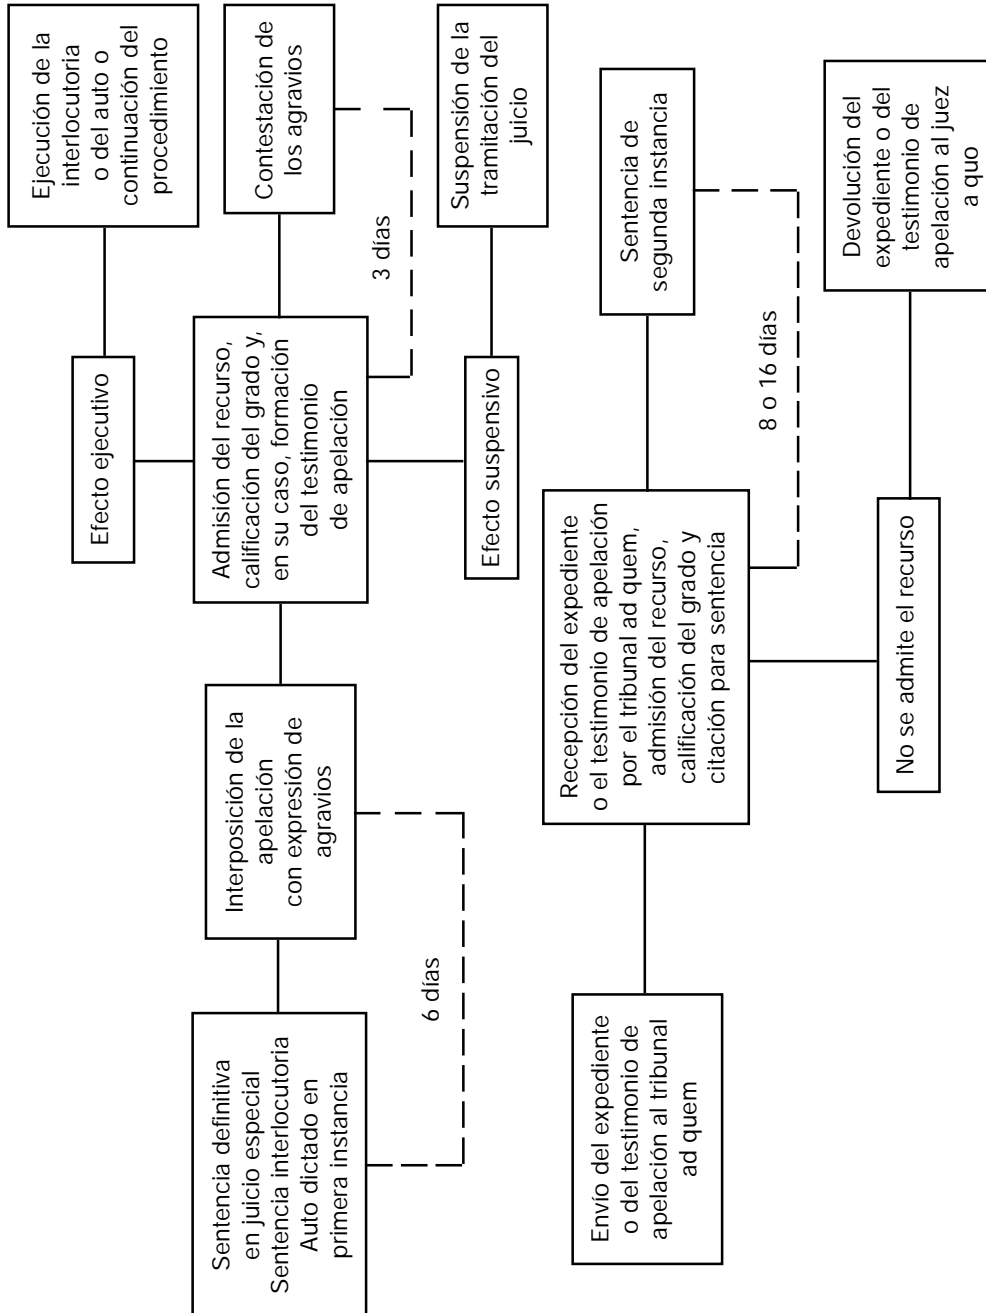 Sentencia definitiva
en juicio especial
Sentencia interlocutoria
Auto dictado en
primera instancia
6 días
Interposición de la
apelación
con expresión de
agravios
Efecto ejecutivo
Ejecución de la
interlocutoria
o del auto o
continuación del
procedimiento
Admisión del recurso,
calificación del grado y,
en su caso, formación
del testimonio
de apelación
Contestación de
los agravios
3 días
Efecto suspensivo
Suspensión de la
tramitación del
juicio
Envío del expediente
o del testimonio de
apelación al tribunal
ad quem
Recepción del expediente
o el testimonio de apelación
por el tribunal ad quem,
admisión del recurso,
calificación del grado y
citación para sentencia
Sentencia de
segunda instancia
8 o 16 días
No se admite el recurso
Devolución del
expediente o del
testimonio de
apelación al juez
a quo